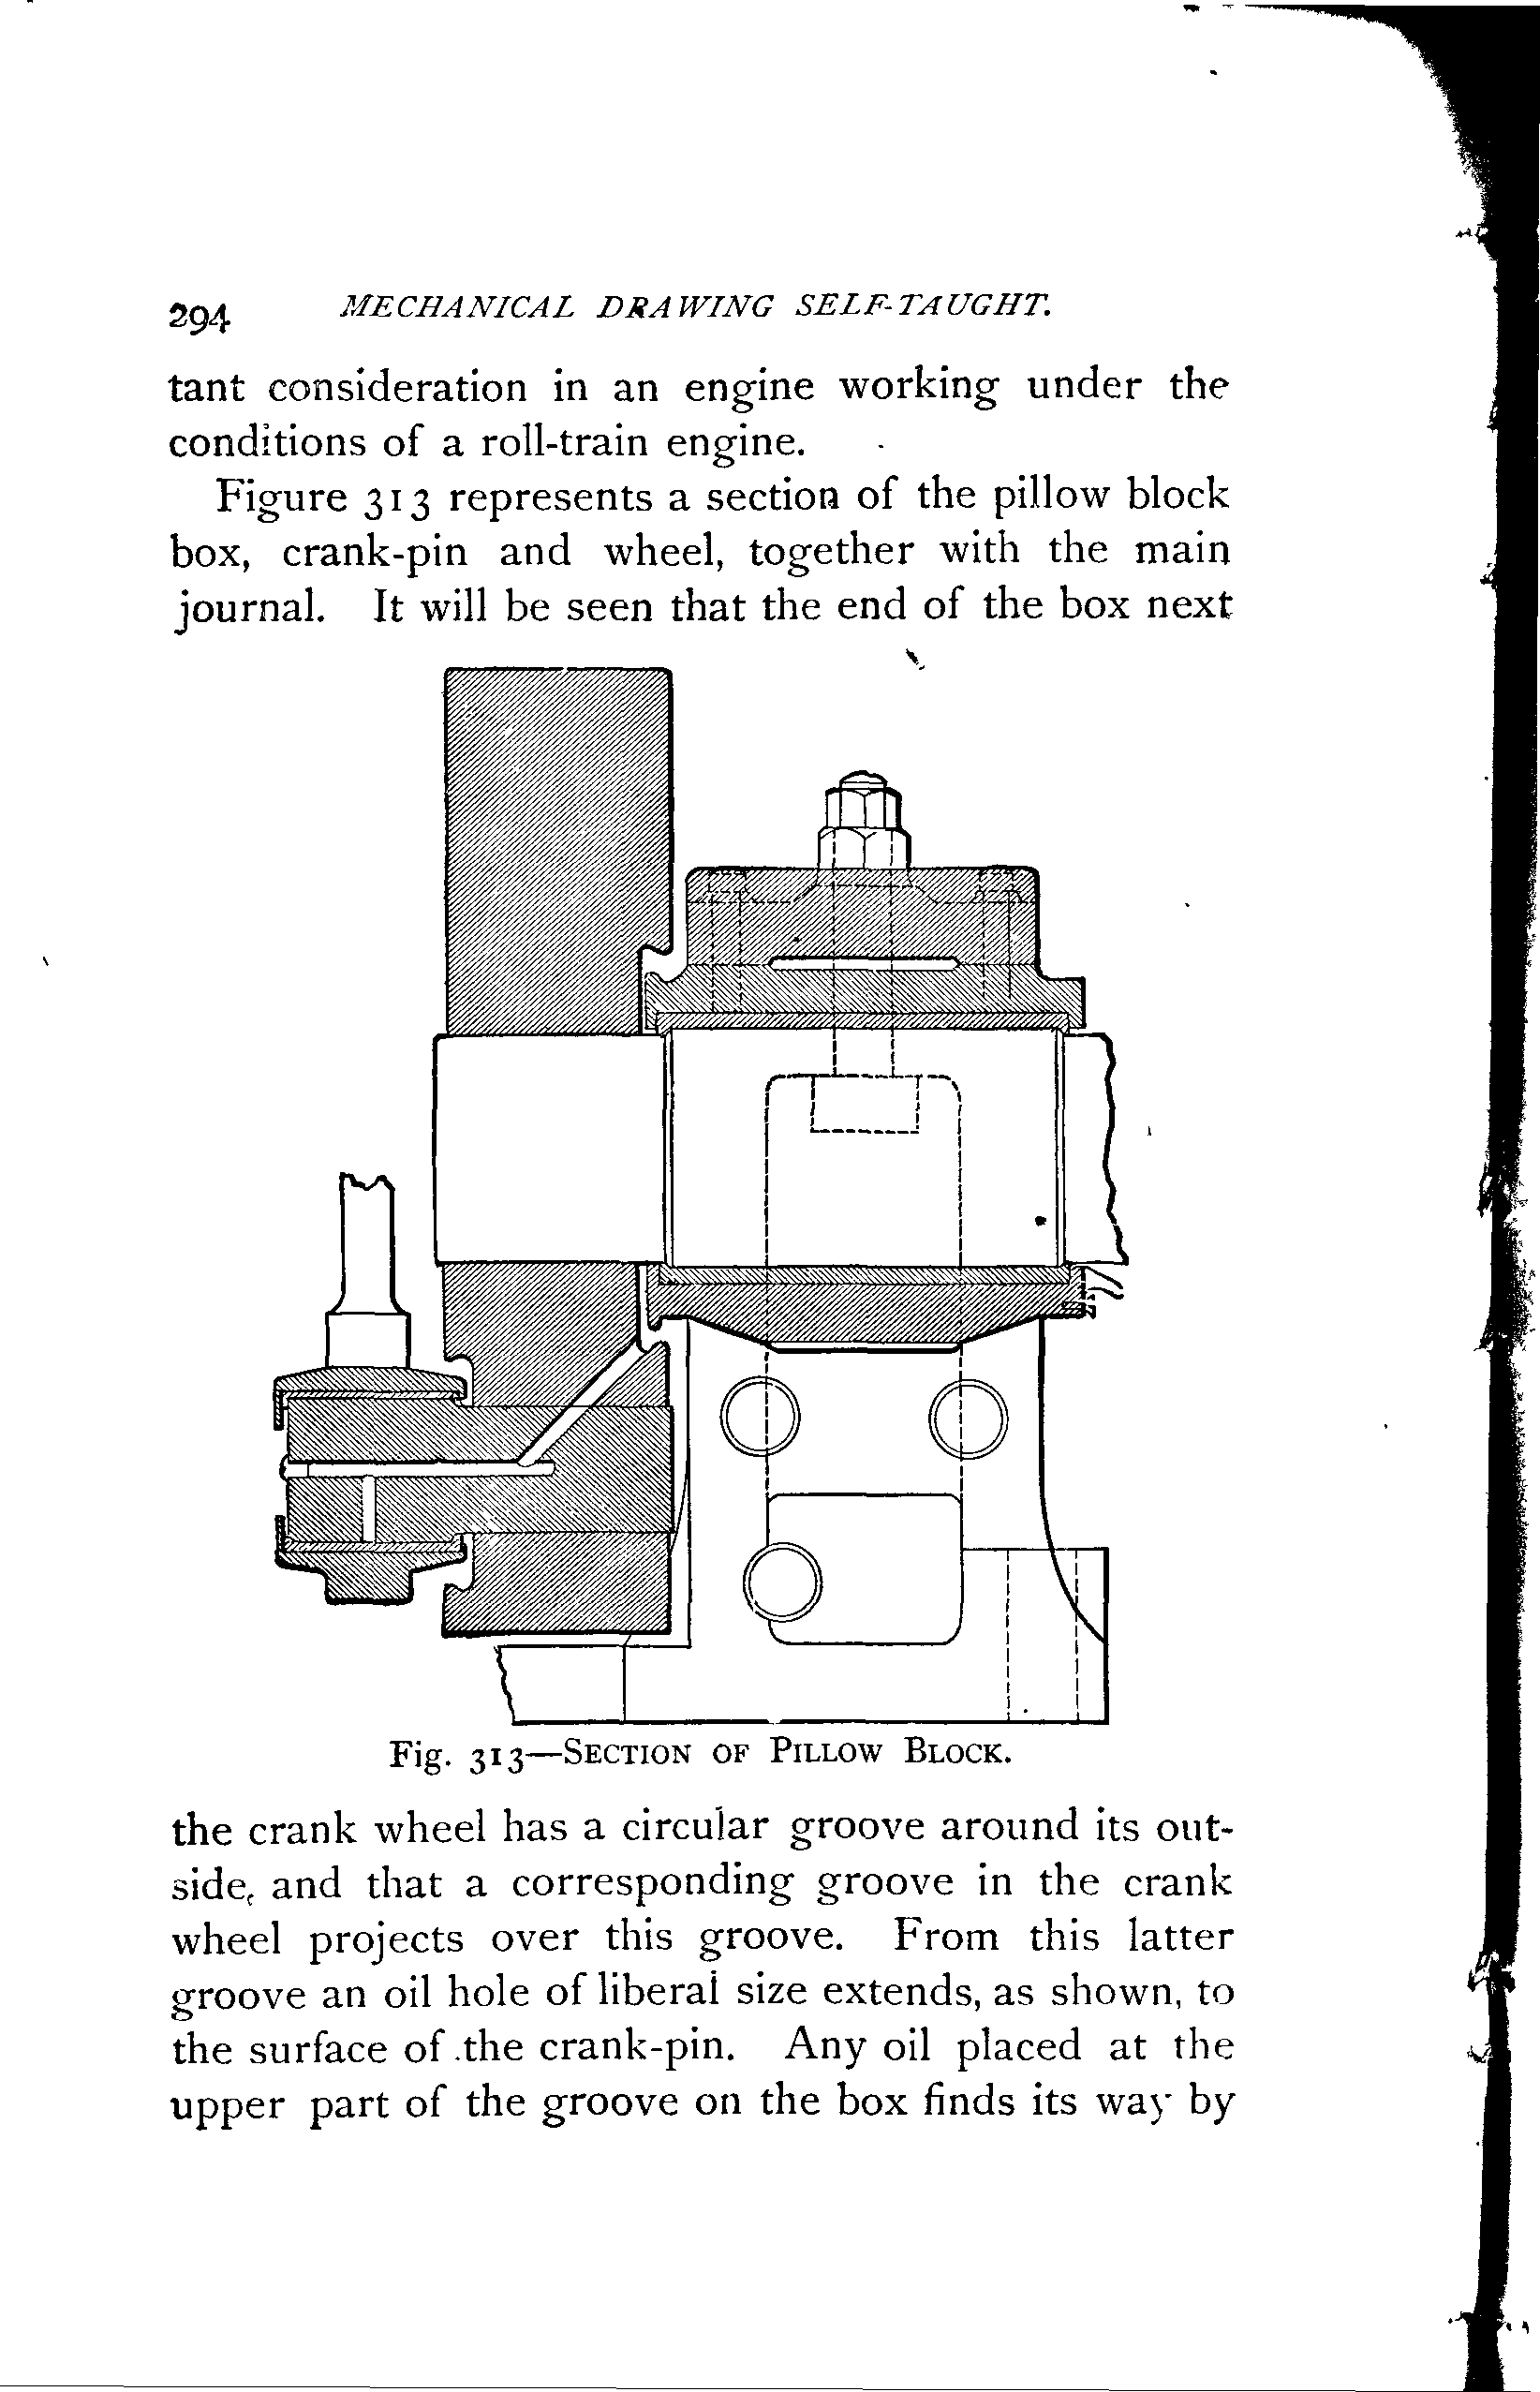 294 MECHANICAL DRAWING SELF-TAUGHT.
tant consideration in an engine working under the
conditions of a roll-train engine.
Figure 313 represents a section of the pillow block
box, crank-pin and wheel, together with the main
journal. It will be seen that the end of the box next
Fig. 313—SECTION OF PILLOW BLOCK.
the crank wheel has a circular groove around its out-
side, and that a corresponding groove in the crank
wheel projects over this groove. From this latter
groove an oil hole of liberal size extends, as shown, to
the surface of the crank-pin. Any oil placed at the
upper part of the groove on the box finds its way by